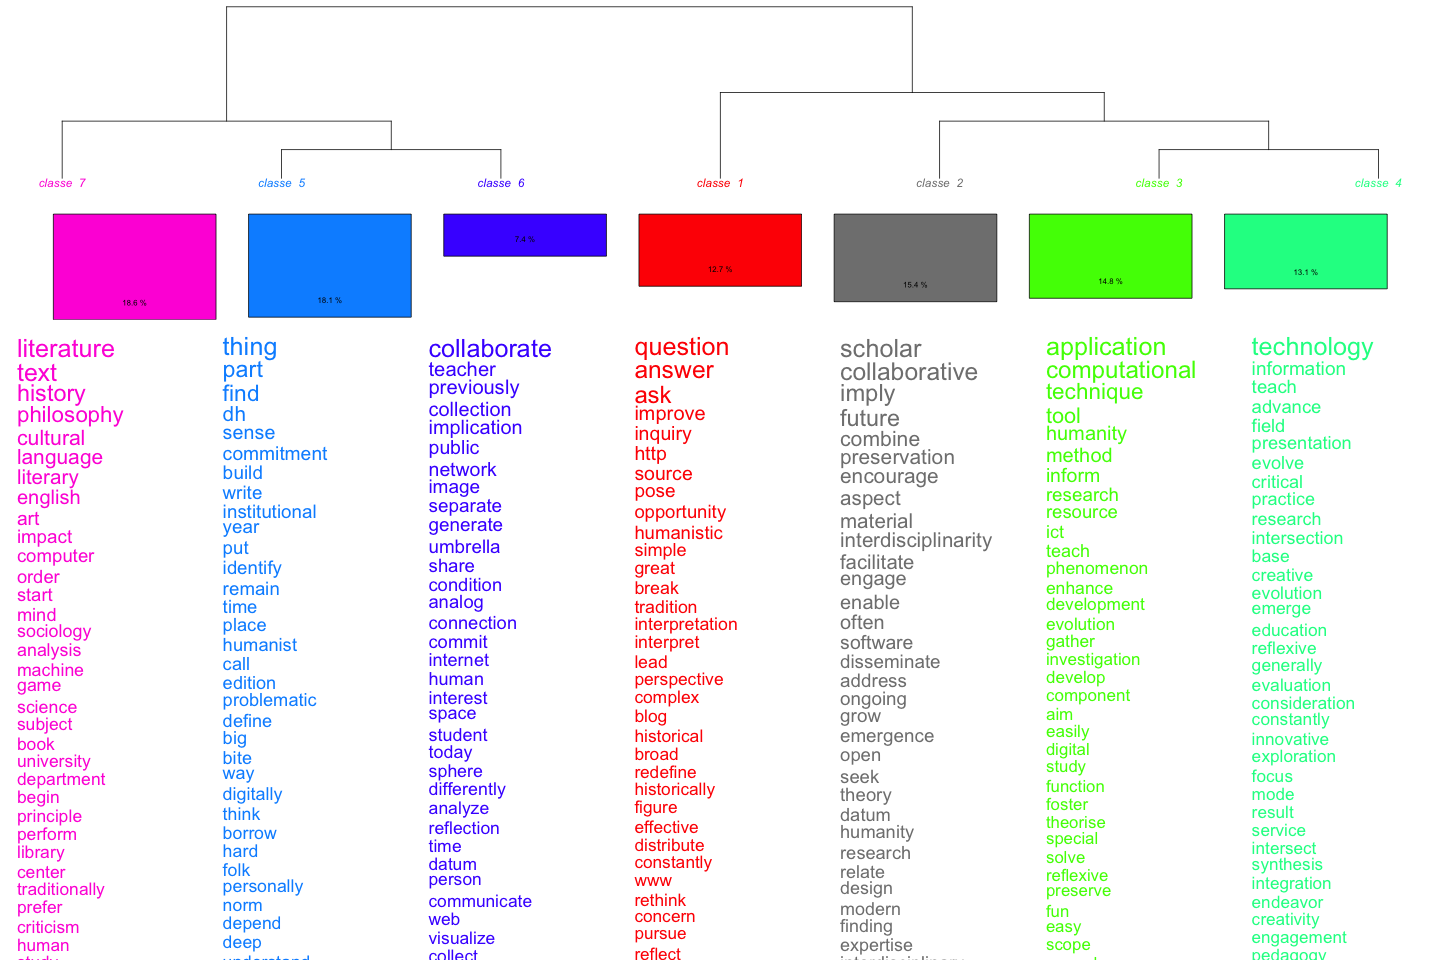 classe 7
classe 5
classe 6
classe 1
classe 2
classe 3
classe 4
18.6 %
18.1 %
7.4 %
12.7 %
15.4 %
14.8 %
13.1 %
literature
text
history
philosophy
cultural
language
literary
english
art
impact
computer
order
start
mind
sociology
analysis
machine
game
science
subject
book
university
department
begin
principle
perform
library
center
traditionally
prefer
criticism
human
study
thing
part
find
dh
sense
commitment
build
write
institutional
year
put
identify
remain
time
place
humanist
call
edition
problematic
define
big
bite
way
digitally
think
borrow
hard
folk
personally
norm
depend
deep
understand
collaborate
teacher
previously
collection
implication
public
network
image
separate
generate
umbrella
share
condition
analog
connection
commit
internet
human
interest
space
student
today
sphere
differently
analyze
reflection
time
datum
person
communicate
web
visualize
collect
question
answer
ask
improve
inquiry
http
source
pose
opportunity
humanistic
simple
great
break
tradition
interpretation
interpret
lead
perspective
complex
blog
historical
broad
redefine
historically
figure
effective
distribute
constantly
www
rethink
concern
pursue
reflect
scholar
collaborative
imply
future
combine
preservation
encourage
aspect
material
interdisciplinarity
facilitate
engage
enable
often
software
disseminate
address
ongoing
grow
emergence
open
seek
theory
datum
humanity
research
relate
design
modern
finding
expertise
interdisciplinary
application
computational
technique
tool
humanity
method
inform
research
resource
ict
teach
phenomenon
enhance
development
evolution
gather
investigation
develop
component
aim
easily
digital
study
function
foster
theorise
special
solve
reflexive
preserve
fun
easy
scope
technology
information
teach
advance
field
presentation
evolve
critical
practice
research
intersection
base
creative
evolution
emerge
education
reflexive
generally
evaluation
consideration
constantly
innovative
exploration
focus
mode
result
service
intersect
synthesis
integration
endeavor
creativity
engagement
pedagogy